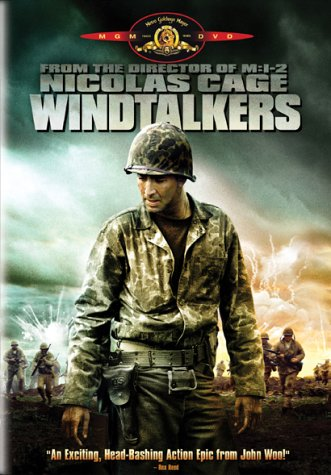 Metro Goldwyn Mayer
MGM DVD
FROM THE DIRECTOR OF M:I-2
NICOLAS CAGE
WINDTALKERS
"An Exciting, Head-Bashing Action Epic from John Woo!"
– Rex Reed